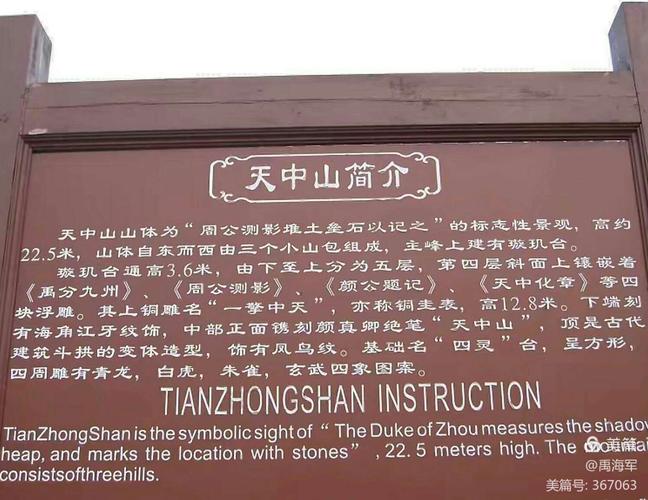 天中山简介
天中山山体为“周公测影堆土垒石以记之”的标志性景观，高约
22.5米，山体自东而西由三个小山包组成，主峰上建有璇玑台。
璇玑台通高3.6米，由下至上分为五层，第四层斜面上镶嵌着
《禹分九州》、《周公测影》、《颜公题记》、《天中化章》等四
块浮雕。其上铜雕名“一擎中天”，亦称铜圭表，高12.8米。下端刻
有海角江牙纹饰，中部正面镌刻颜真卿绝笔“天中山”，顶是古代
建筑斗拱的变体造型，饰有凤鸟纹。基础名“四灵”台，呈方形，
四周雕有青龙，白虎，朱雀，玄武四象图案。
TIANZHONGSHAN INSTRUCTION
TianZhongShan is the symbolic sight of “The Duke of Zhou measures the shadow
heap, and marks the location with stones”, 22.5 meters high. The mountai
consistsofthreehills.
美篇
@禹海军
美篇号: 367063